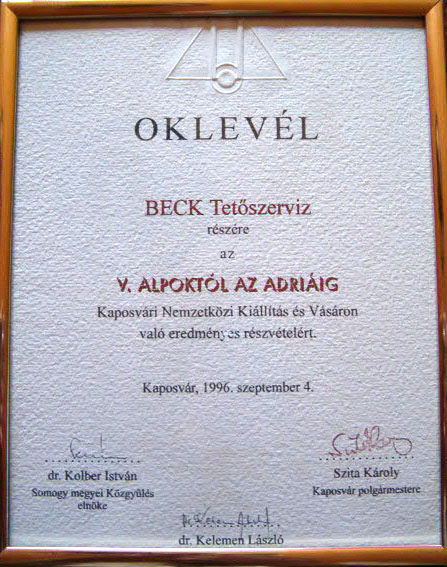 OKLEVÉL
BECK Tetőszerviz
részére
az
V. ALPOKTÓL AZ ADRIÁIG
Kaposvári Nemzetközi Kiállítás és Vásáron
való eredményes részvételért.
Kaposvár, 1996. szeptember 4.
dr. Kolber István
Somogy megyei Közgyűlés
elnöke
Szita Károly
Kaposvár polgármestere
dr. Kelemen László